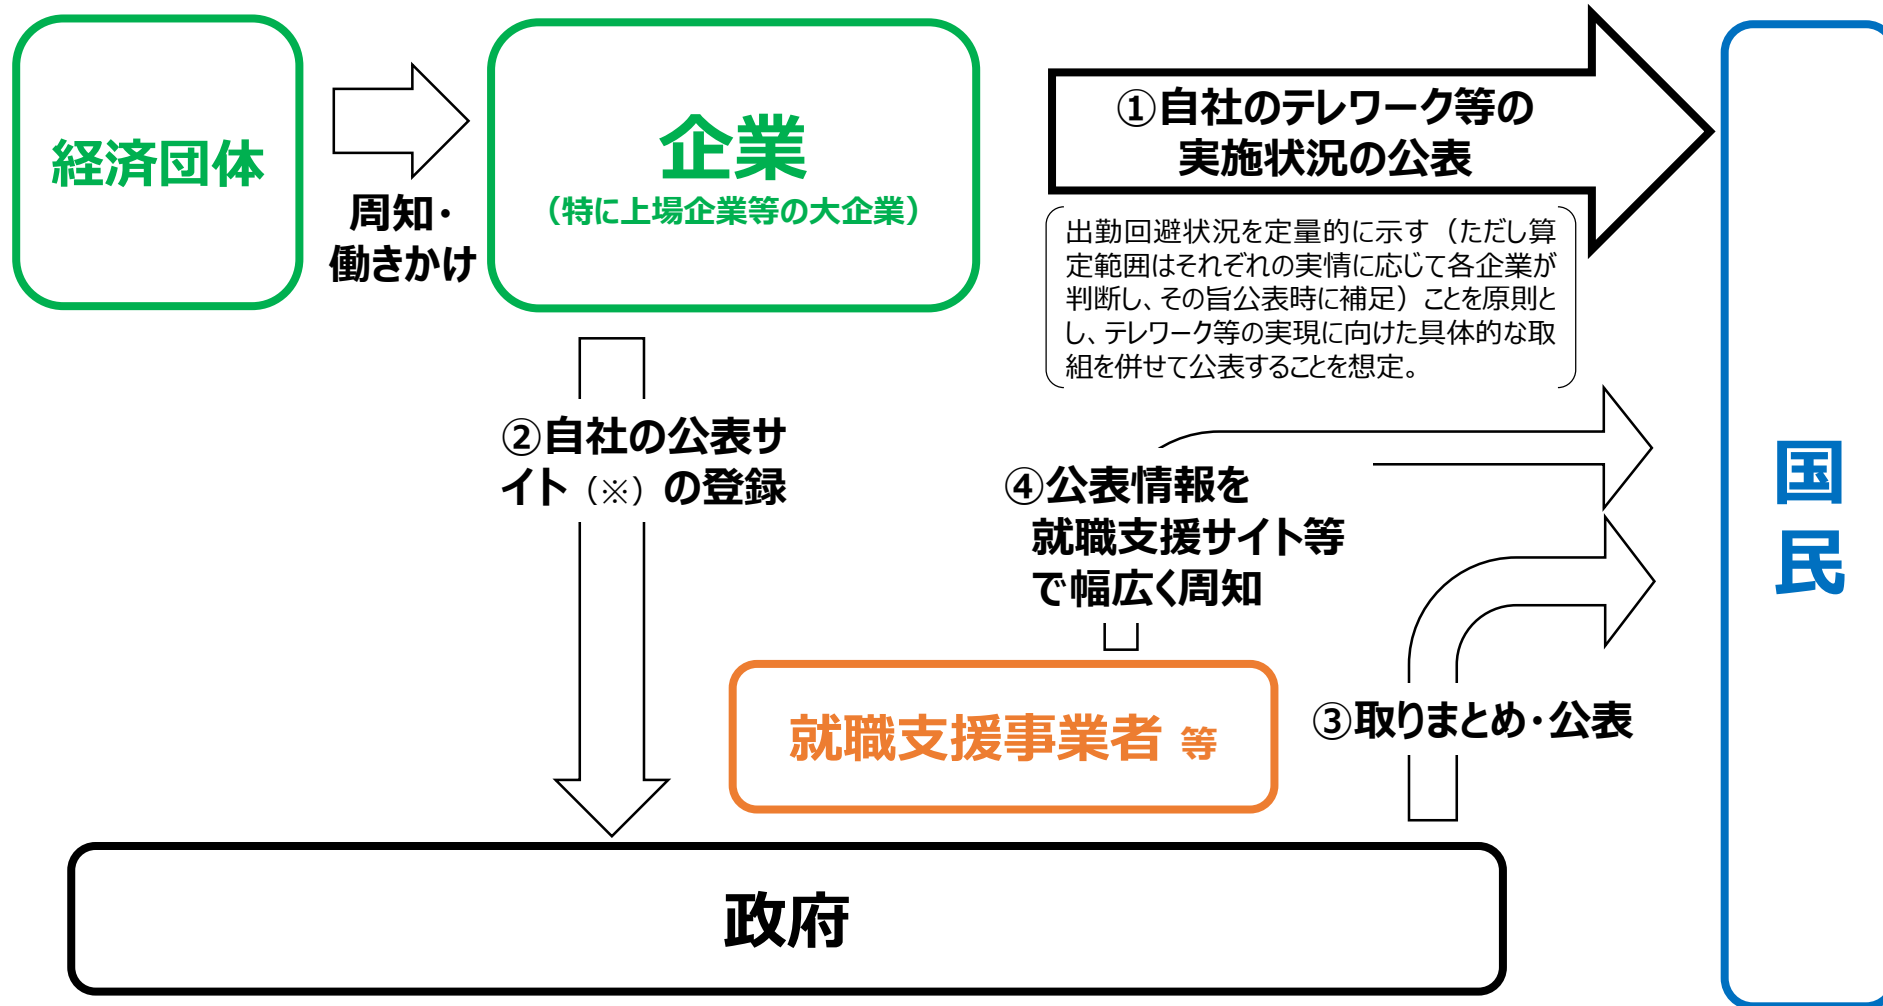 経済団体
周知・
働きかけ
企業
（特に上場企業等の大企業）
①自社のテレワーク等の
実施状況の公表
出勤回避状況を定量的に示す（ただし算
定範囲はそれぞれの実情に応じて各企業が
判断し、その旨公表時に補足）ことを原則と
し、テレワーク等の実現に向けた具体的な取
組を併せて公表することを想定。
②自社の公表サ
イト（※）の登録
④公表情報を
就職支援サイト等
で幅広く周知
就職支援事業者 等
③取りまとめ・公表
政府
国
民